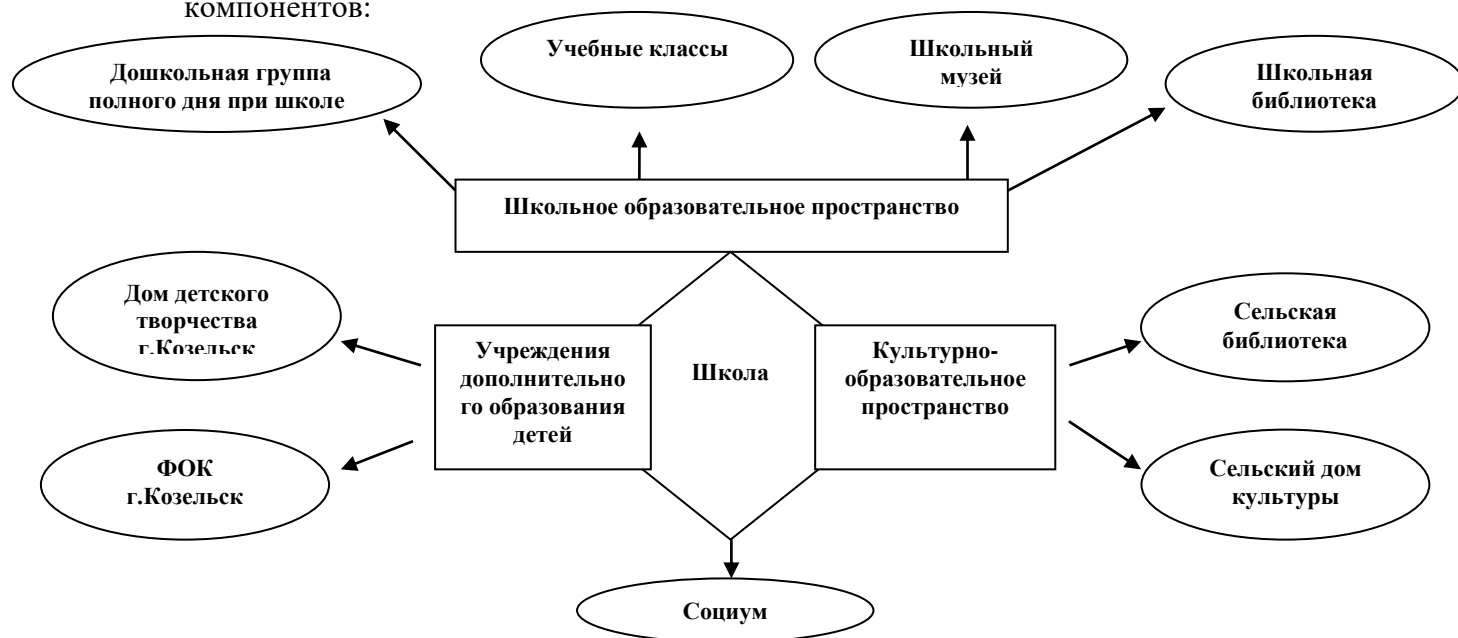 компонентов:
Учебные классы
Школьный
музей
Дошкольная группа
полного дня при школе
Школьная
библиотека
Школьное образовательное пространство
Дом детского
творчества
г.Козельск
Учреждения
дополнительно
го образования
детей
Школа
Культурно-
образовательное
пространство
Сельская
библиотека
ФОК
г.Козельск
Сельский дом
культуры
Социум